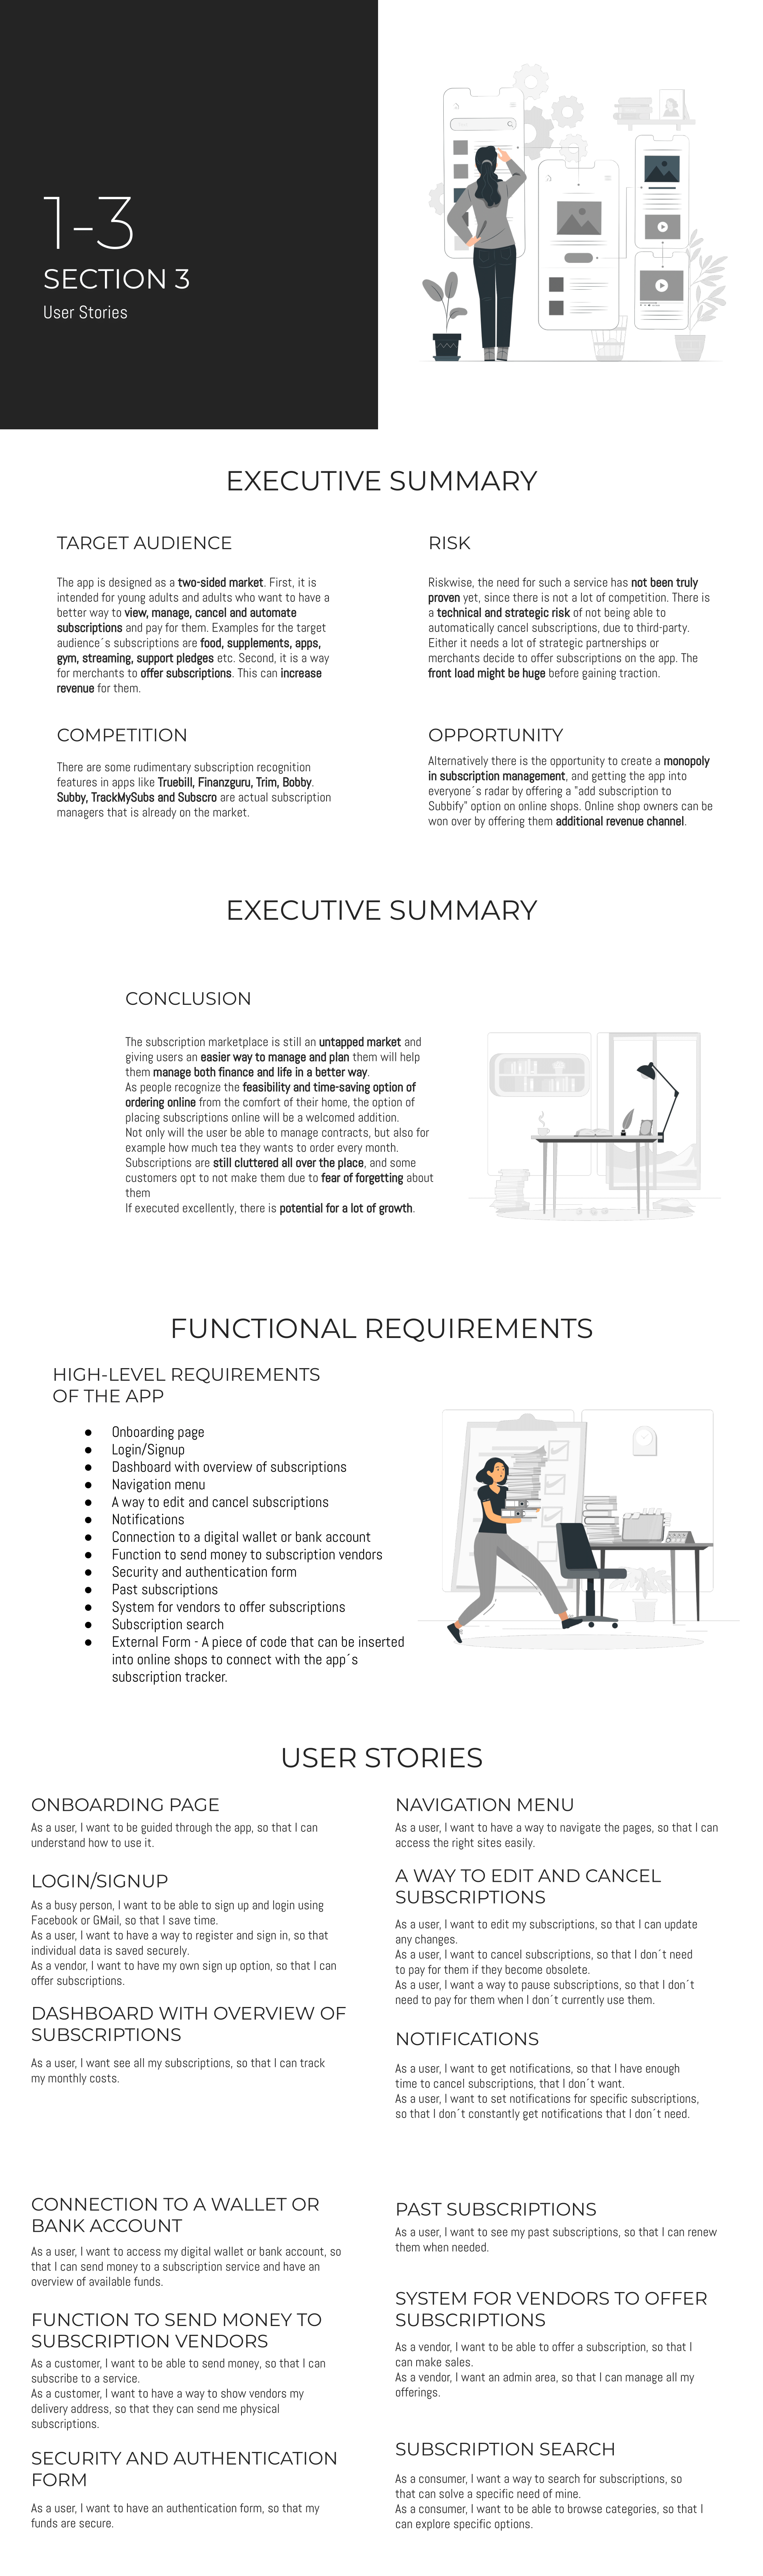 1-3
SECTION 3
User Stories
EXECUTIVE SUMMARY
TARGET AUDIENCE
The app is designed as a two-sided market. First, it is
intended for young adults and adults who want to have a
better way to view, manage, cancel and automate
subscriptions and pay for them. Examples for the target
audience´s subscriptions are food, supplements, apps,
gym, streaming, support pledges etc. Second, it is a way
for merchants to offer subscriptions. This can increase
revenue for them.
RISK
Riskwise, the need for such a service has not been truly
proven yet, since there is not a lot of competition. There is
a technical and strategic risk of not being able to
automatically cancel subscriptions, due to third-party.
Either it needs a lot of strategic partnerships or
merchants decide to offer subscriptions on the app. The
front load might be huge before gaining traction.
COMPETITION
There are some rudimentary subscription recognition
features in apps like Truebill, Finanzguru, Trim, Bobby.
Subby, TrackMySubs and Subscro are actual subscription
managers that is already on the market.
OPPORTUNITY
Alternatively there is the opportunity to create a monopoly
in subscription management, and getting the app into
everyone´s radar by offering a "add subscription to
Subbify" option on online shops. Online shop owners can be
won over by offering them additional revenue channel.
EXECUTIVE SUMMARY
CONCLUSION
The subscription marketplace is still an untapped market and
giving users an easier way to manage and plan them will help
them manage both finance and life in a better way.
As people recognize the feasibility and time-saving option of
ordering online from the comfort of their home, the option of
placing subscriptions online will be a welcomed addition.
Not only will the user be able to manage contracts, but also for
example how much tea they wants to order every month.
Subscriptions are still cluttered all over the place, and some
customers opt to not make them due to fear of forgetting about
them
If executed excellently, there is potential for a lot of growth.
FUNCTIONAL REQUIREMENTS
HIGH-LEVEL REQUIREMENTS
OF THE APP
● Onboarding page
● Login/Signup
● Dashboard with overview of subscriptions
● Navigation menu
● A way to edit and cancel subscriptions
● Notifications
● Connection to a digital wallet or bank account
● Function to send money to subscription vendors
● Security and authentication form
● Past subscriptions
● System for vendors to offer subscriptions
● Subscription search
● External Form - A piece of code that can be inserted
into online shops to connect with the app´s
subscription tracker.
USER STORIES
ONBOARDING PAGE
As a user, I want to be guided through the app, so that I can
understand how to use it.
LOGIN/SIGNUP
As a busy person, I want to be able to sign up and login using
Facebook or GMail, so that I save time.
As a user, I want to have a way to register and sign in, so that
individual data is saved securely.
As a vendor, I want to have my own sign up option, so that I can
offer subscriptions.
DASHBOARD WITH OVERVIEW OF
SUBSCRIPTIONS
As a user, I want see all my subscriptions, so that I can track
my monthly costs.
NAVIGATION MENU
As a user, I want to have a way to navigate the pages, so that I can
access the right sites easily.
A WAY TO EDIT AND CANCEL
SUBSCRIPTIONS
As a user, I want to edit my subscriptions, so that I can update
any changes.
As a user, I want to cancel subscriptions, so that I don´t need
to pay for them if they become obsolete.
As a user, I want a way to pause subscriptions, so that I don´t
need to pay for them when I don´t currently use them.
NOTIFICATIONS
As a user, I want to get notifications, so that I have enough
time to cancel subscriptions, that I don´t want.
As a user, I want to set notifications for specific subscriptions,
so that I don´t constantly get notifications that I don´t need.
CONNECTION TO A WALLET OR
BANK ACCOUNT
As a user, I want to access my digital wallet or bank account, so
that I can send money to a subscription service and have an
overview of available funds.
FUNCTION TO SEND MONEY TO
SUBSCRIPTION VENDORS
As a customer, I want to be able to send money, so that I can
subscribe to a service.
As a customer, I want to have a way to show vendors my
delivery address, so that they can send me physical
subscriptions.
SECURITY AND AUTHENTICATION
FORM
As a user, I want to have an authentication form, so that my
funds are secure.
PAST SUBSCRIPTIONS
As a user, I want to see my past subscriptions, so that I can renew
them when needed.
SYSTEM FOR VENDORS TO OFFER
SUBSCRIPTIONS
As a vendor, I want to be able to offer a subscription, so that I
can make sales.
As a vendor, I want an admin area, so that I can manage all my
offerings.
SUBSCRIPTION SEARCH
As a consumer, I want a way to search for subscriptions, so
that can solve a specific need of mine.
As a consumer, I want to be able to browse categories, so that I
can explore specific options.